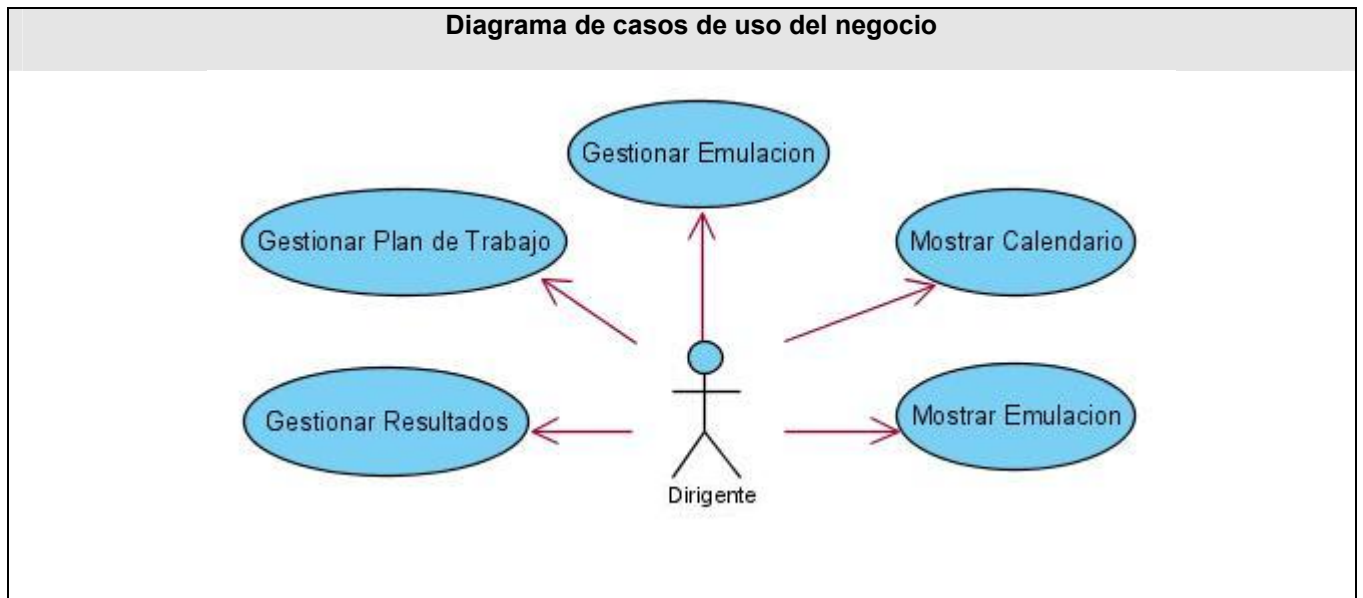 Diagrama de casos de uso del negocio
Gestionar Emulacion
Gestionar Plan de Trabajo
Mostrar Calendario
Gestionar Resultados
Mostrar Emulacion
Dirigente